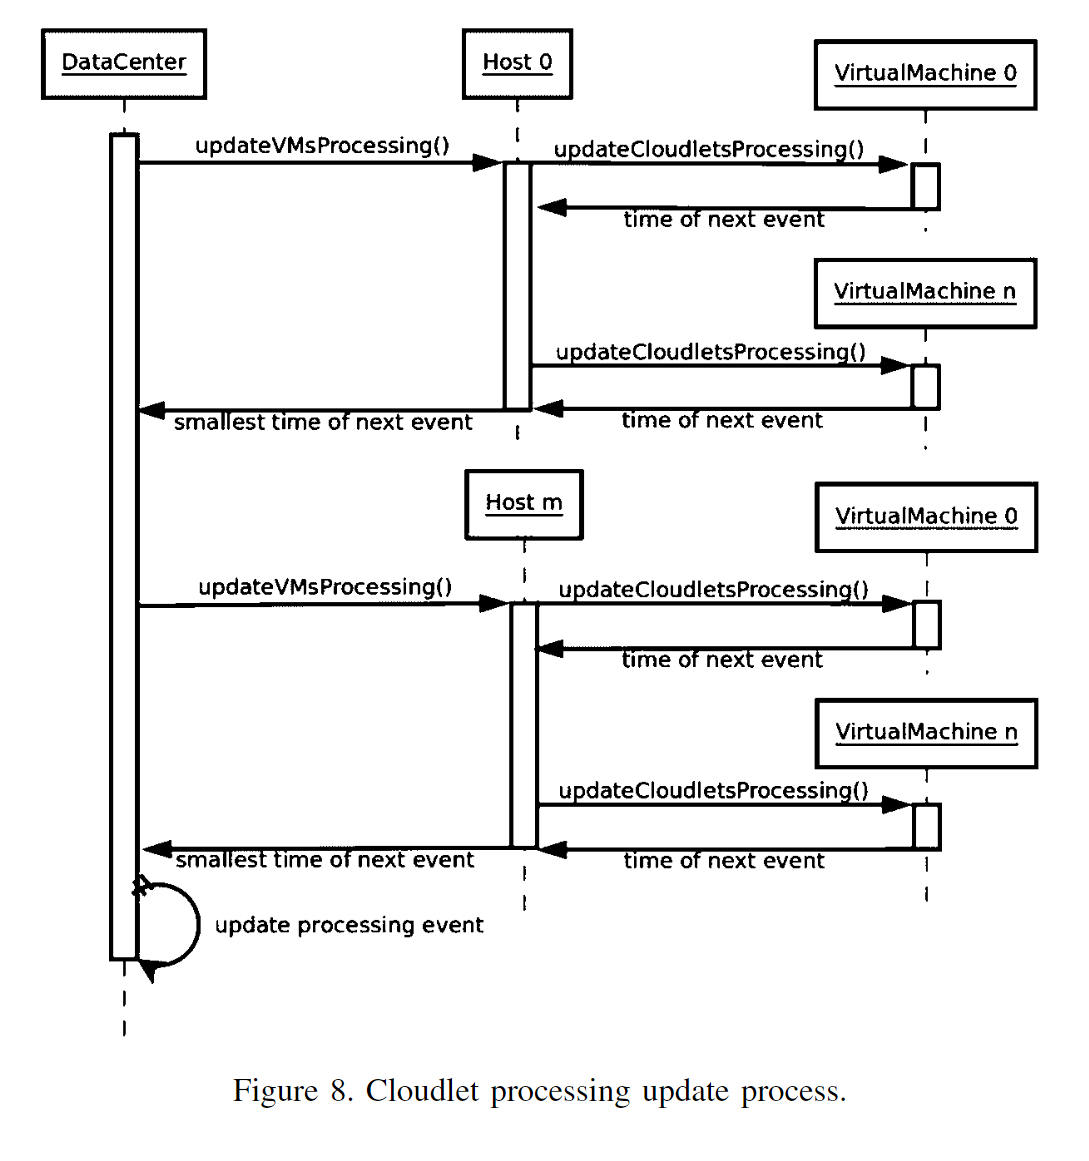 DataCenter
Host 0
VirtualMachine 0
updateVMsProcessing()
updateCloudletsProcessing()
time of next event
VirtualMachine n
updateCloudletsProcessing()
smallest time of next event
time of next event
Host m
VirtualMachine 0
updateVMsProcessing()
updateCloudletsProcessing()
time of next event
VirtualMachine n
updateCloudletsProcessing()
smallest time of next event
time of next event
update processing event
Figure 8. Cloudlet processing update process.